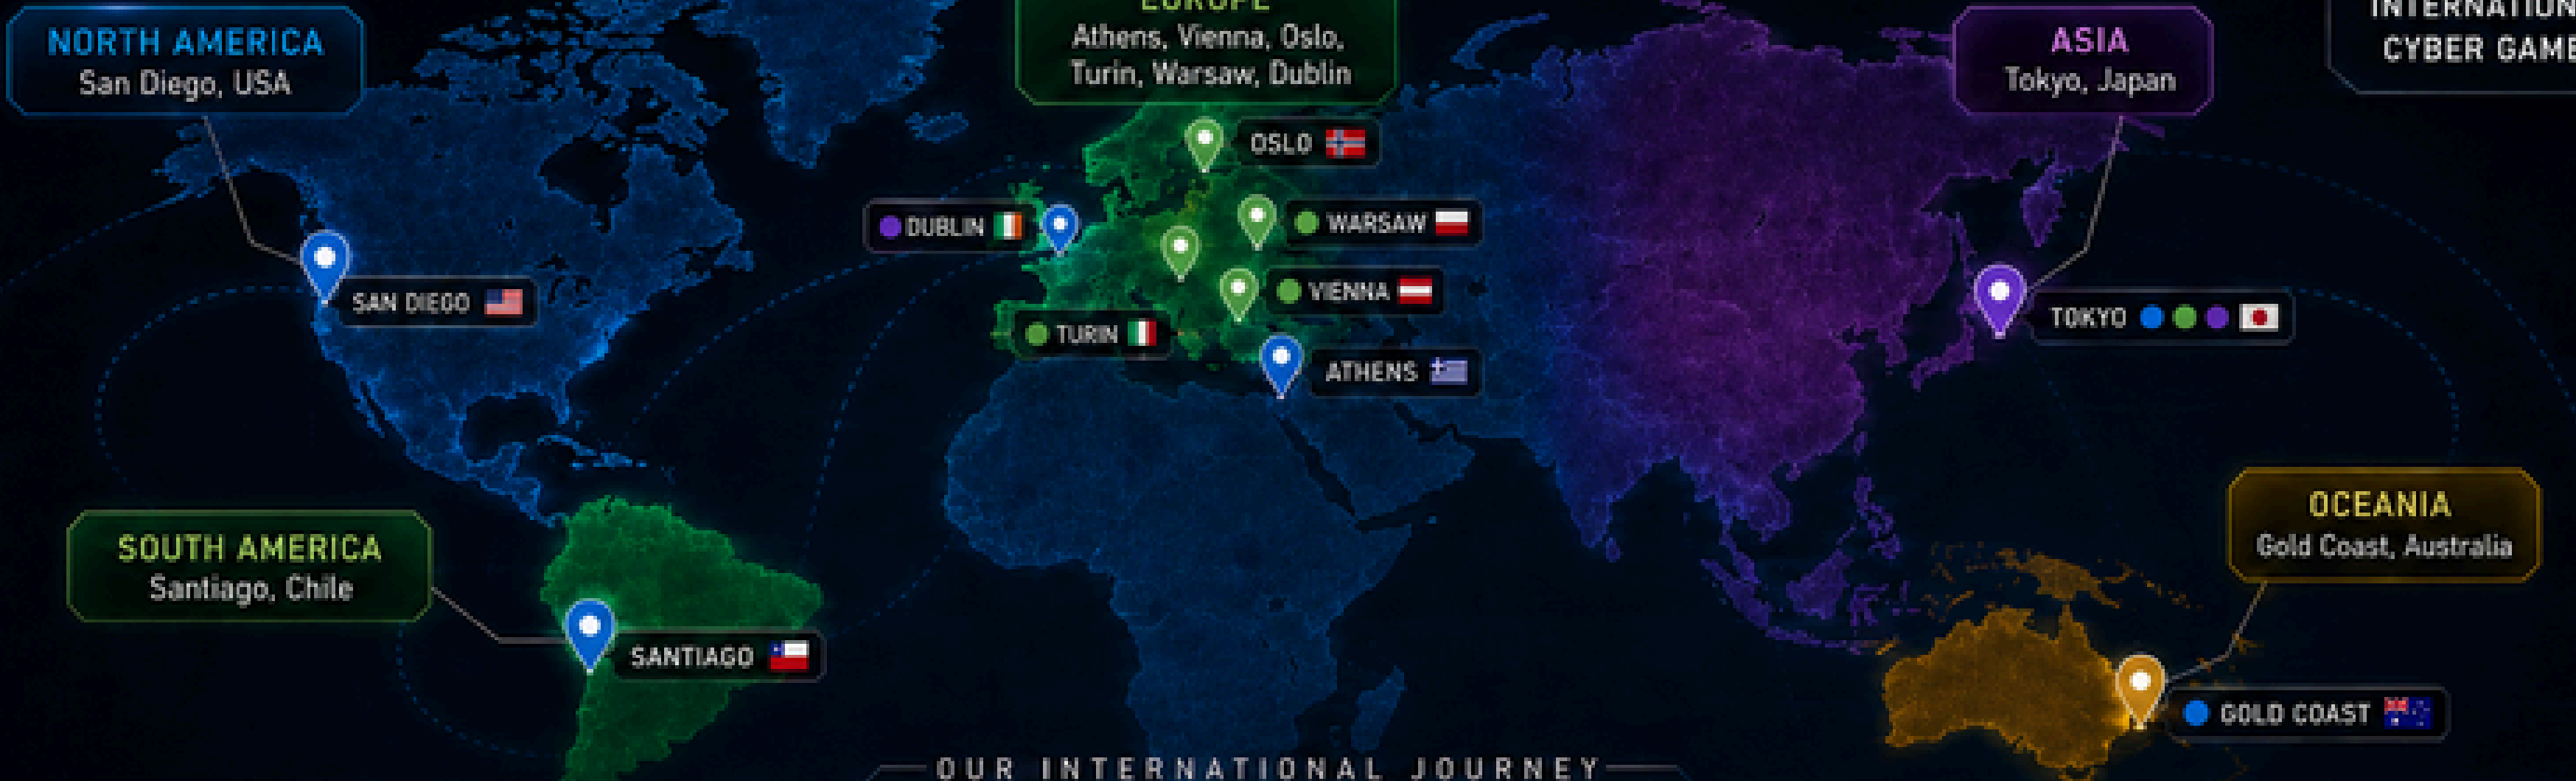 NORTH AMERICA
San Diego, USA
EUROPE
Athens, Vienna, Oslo,
Turin, Warsaw, Dublin
ASIA
Tokyo, Japan
INTERNATION
CYBER GAME
OSLO
DUBLIN
WARSAW
SAN DIEGO
VIENNA
TOKYO
TURIN
ATHENS
OCEANIA
Gold Coast, Australia
SOUTH AMERICA
Santiago, Chile
SANTIAGO
GOLD COAST
OUR INTERNATIONAL JOURNEY